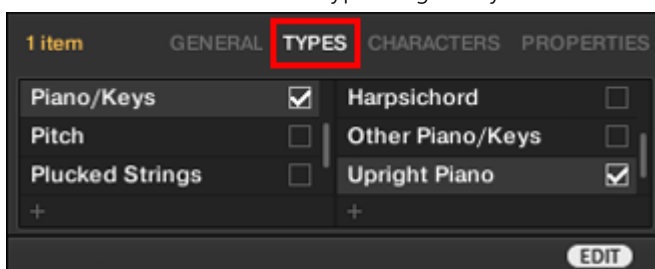 1 item GENERAL TYPES CHARACTERS PROPERTIES
Piano/Keys Harpsichord
Pitch Other Piano/Keys
Plucked Strings Upright Piano
+ +
EDIT